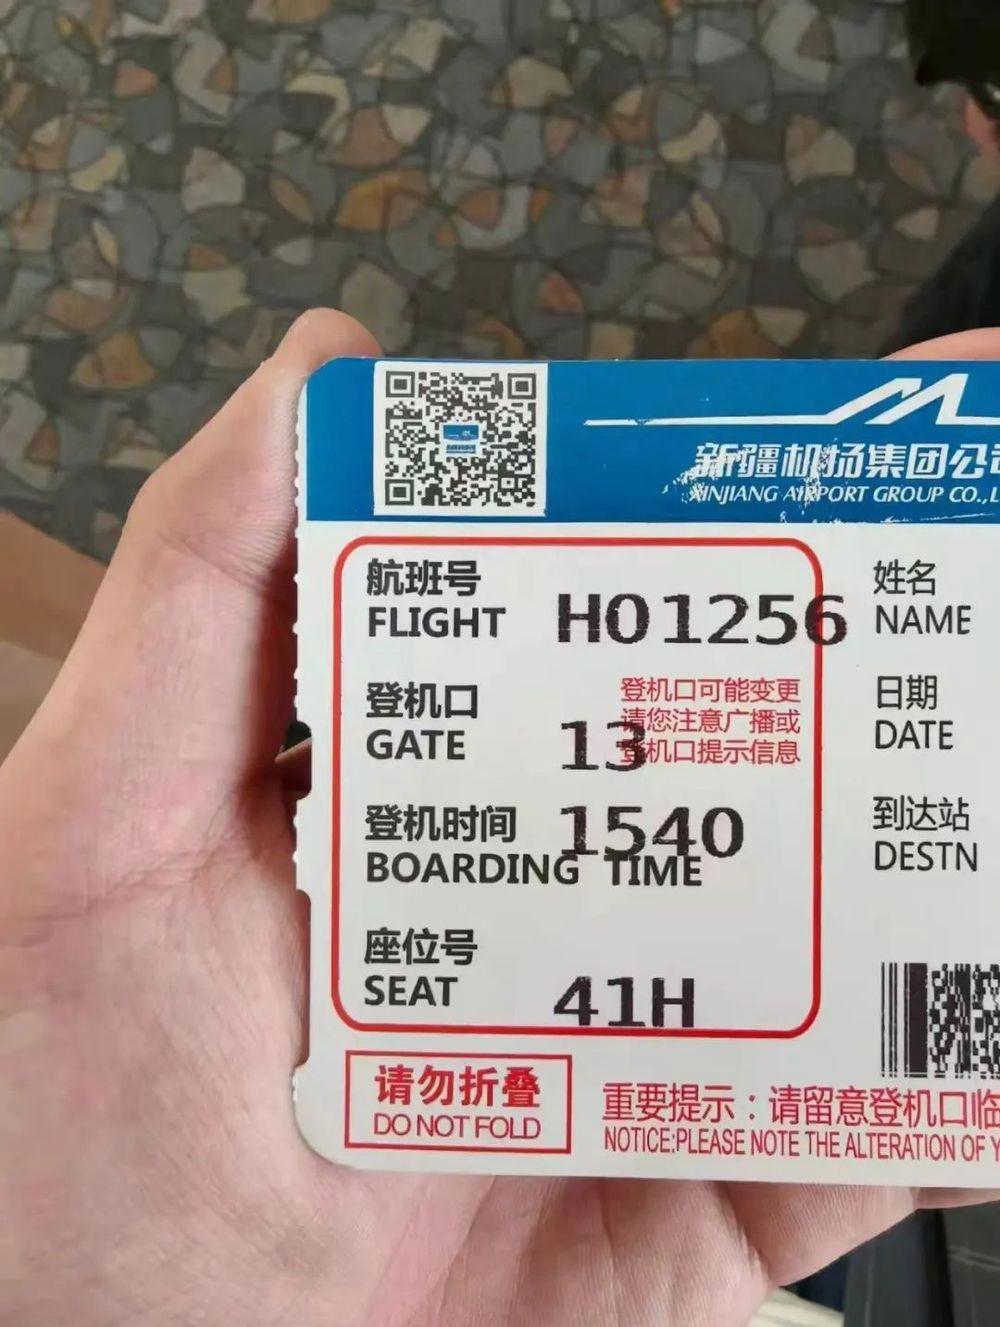 新疆机场集团公司
XINJIANG AIRPORT GROUP CO.,L
航班号
FLIGHT HO1256
登机口
GATE 13
登机口可能变更
请您注意广播或
登机口提示信息
登机时间 1540
BOARDING TIME
座位号
SEAT 41H
姓名
NAME
日期
DATE
到达站
DESTN
请勿折叠
DO NOT FOLD
重要提示：请留意登机口临
NOTICE:PLEASE NOTE THE ALTERATION OF Y